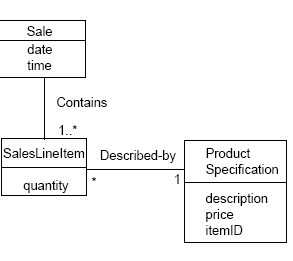 Sale
date
time
Contains
1..*
SalesLineItem
quantity
Described-by
*
1
Product
Specification
description
price
itemID